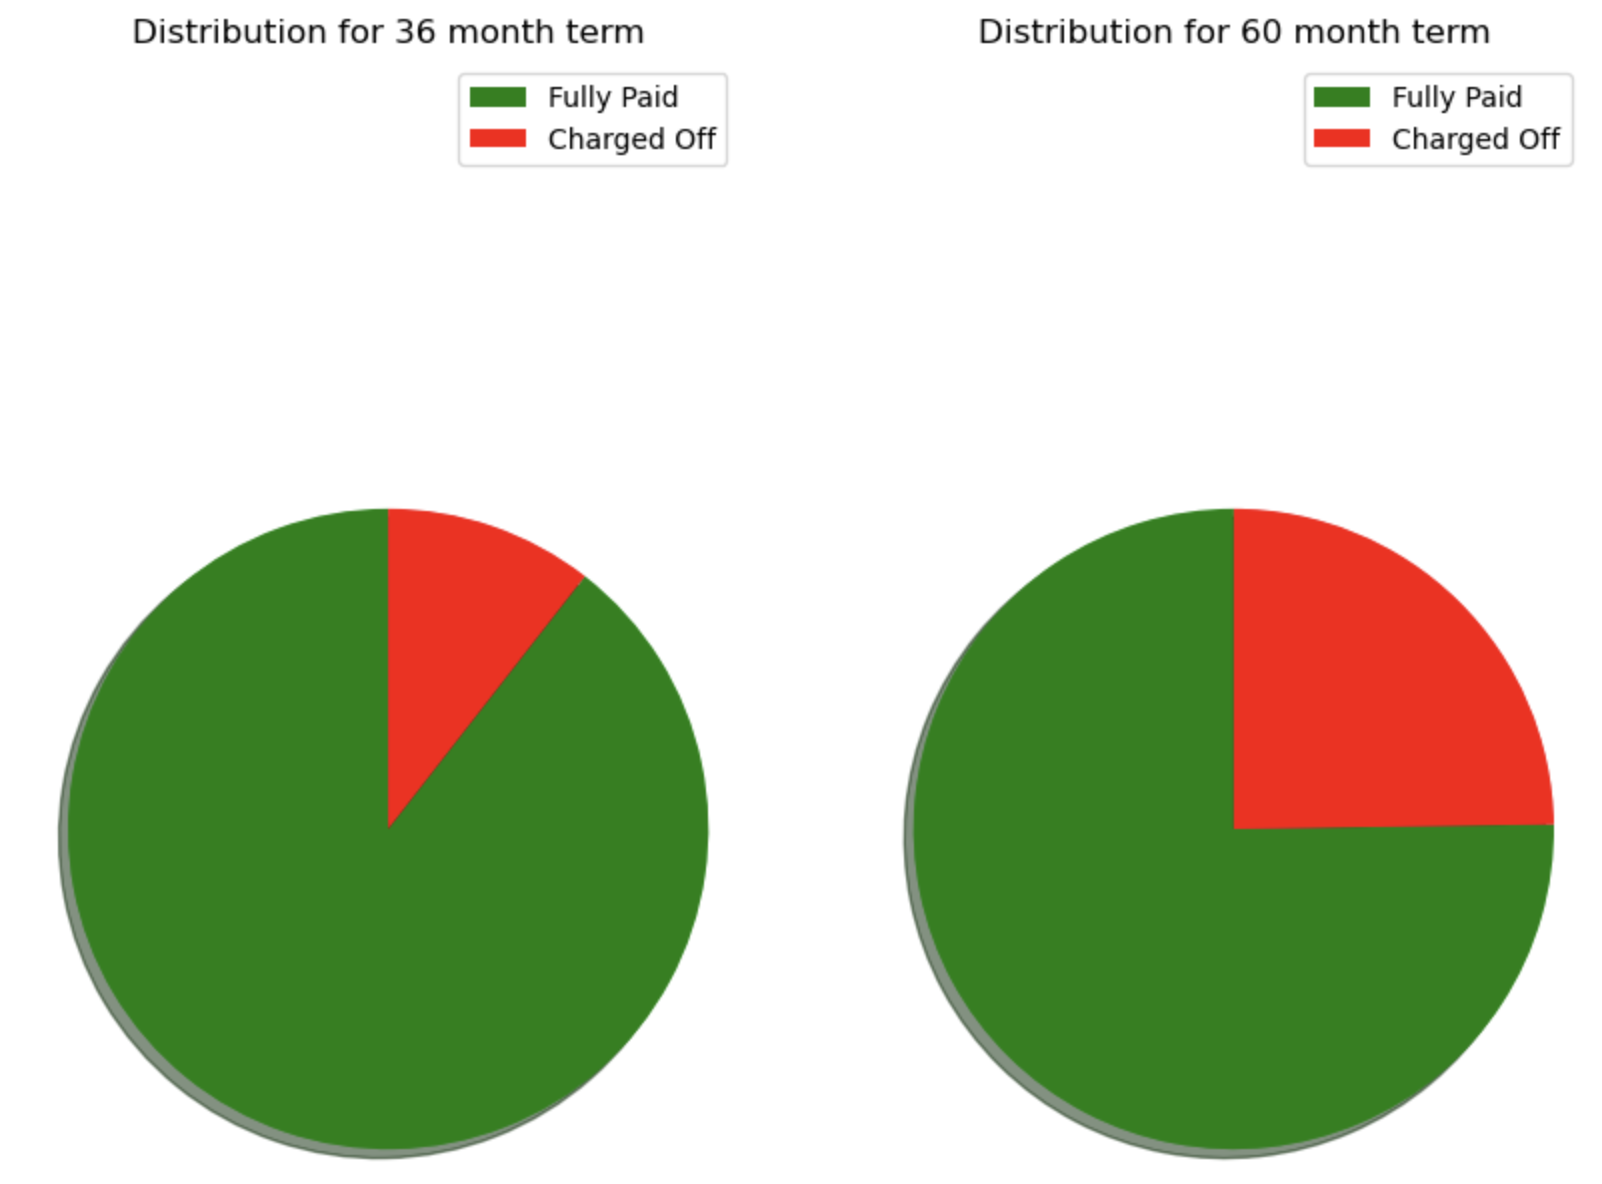 Distribution for 36 month term
Fully Paid
Charged Off
Distribution for 60 month term
Fully Paid
Charged Off